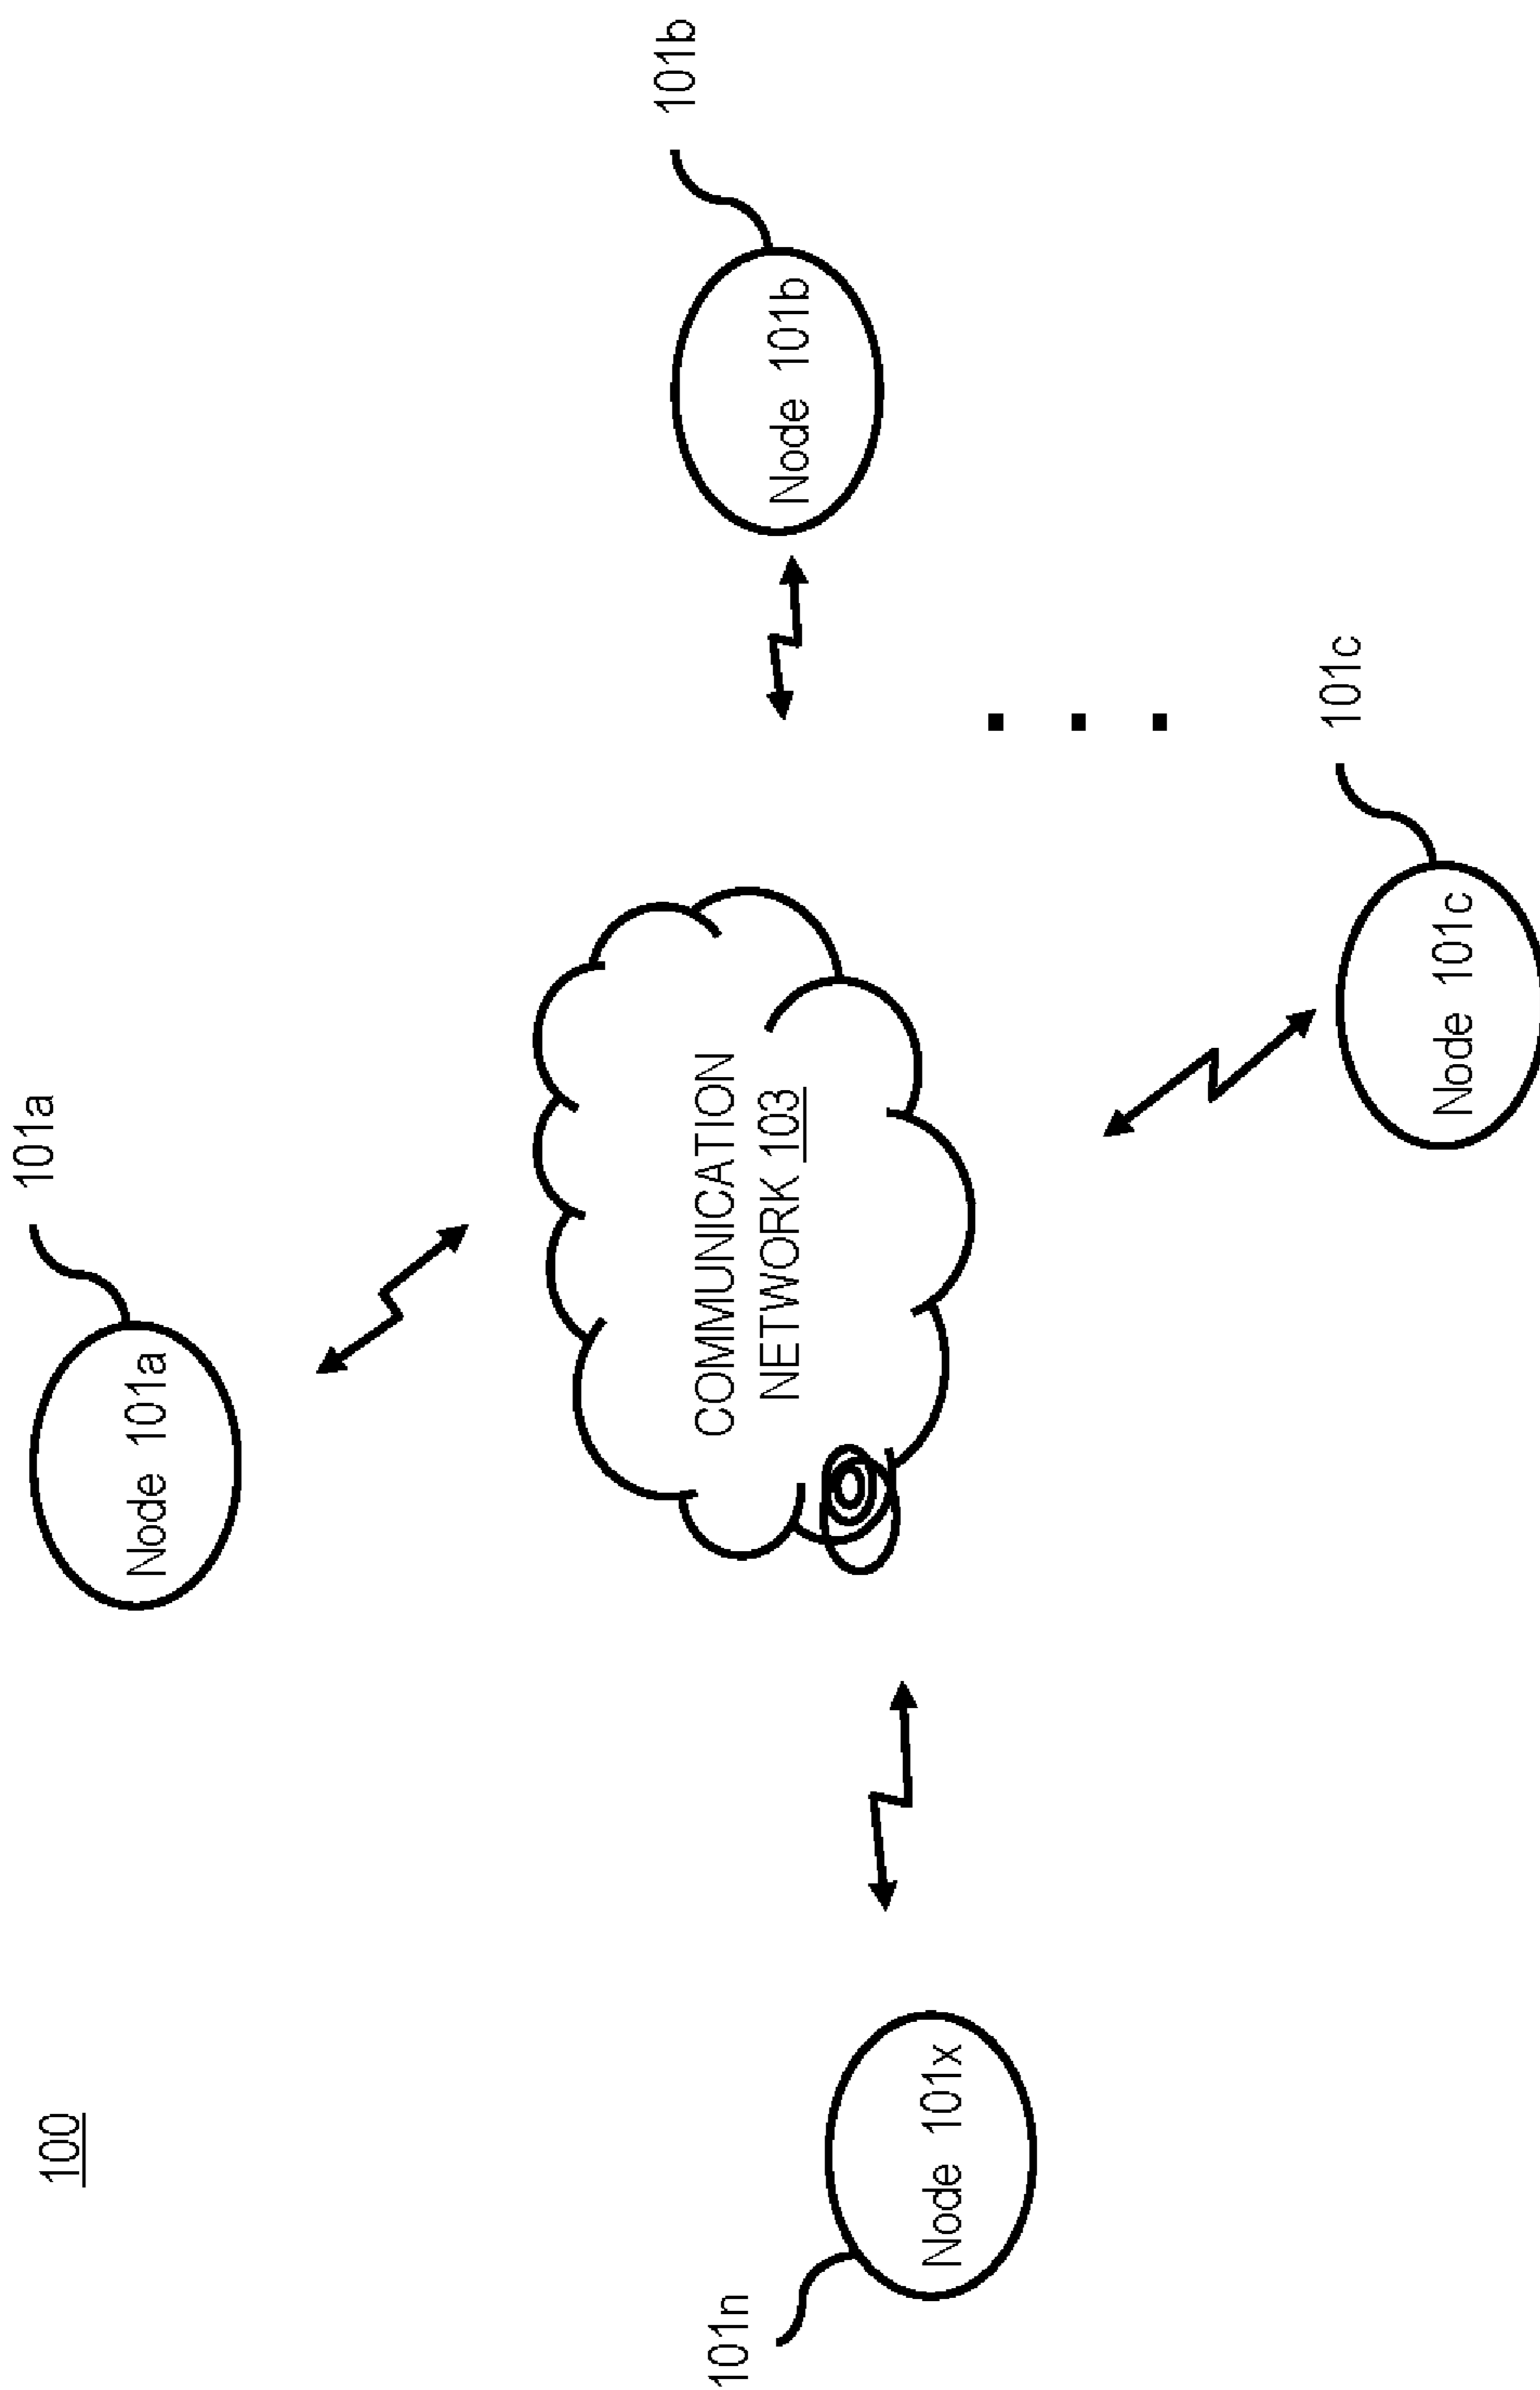 100
101a
Node 101a
101b
Node 101b
COMMUNICATION
NETWORK 103
101n
Node 101x
101c
Node 101c